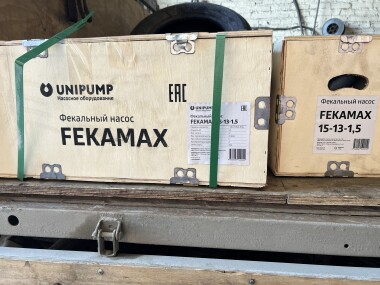 UNIPUMP
Насосное оборудование
Фекальный насос
FEKAMAX
EAC
UNIPUMP
Фекальный насос
FEKAMAX 15-13-1,5
Фекальный насос
FEKAMAX
15-13-1,5